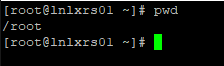 [root@lnlxrs01 ~]# pwd
/root
[root@lnlxrs01 ~]#